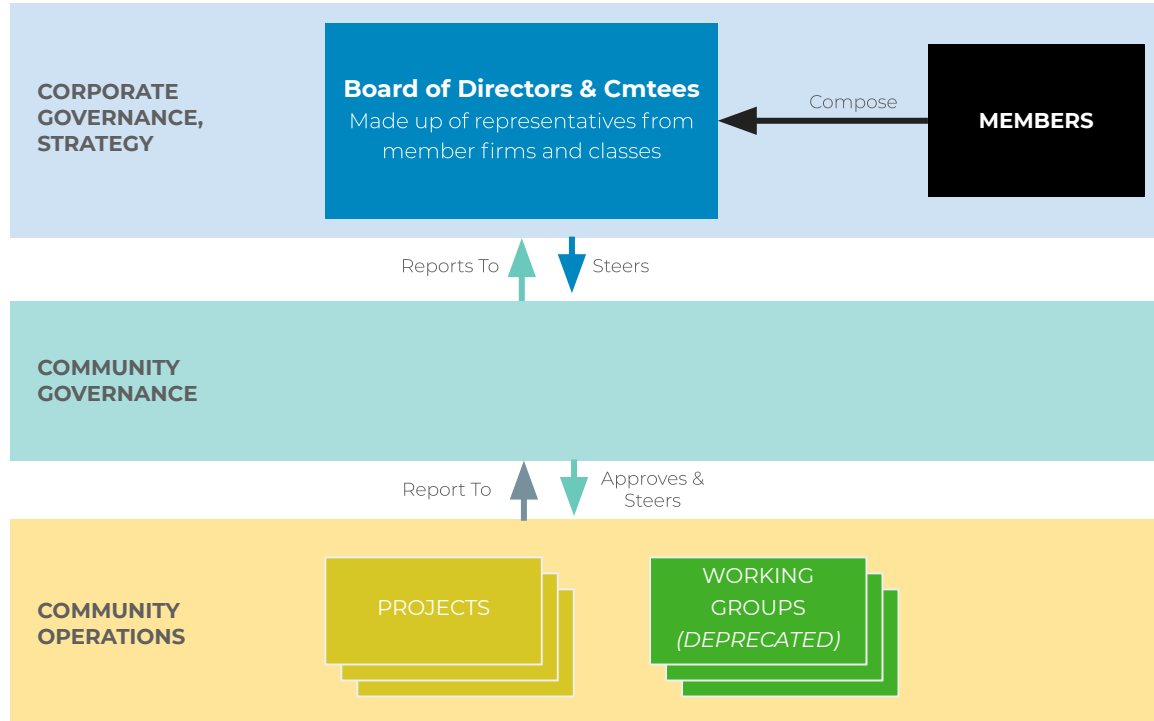 CORPORATE
GOVERNANCE,
STRATEGY
Board of Directors & Cmtees
Made up of representatives from
member firms and classes
Compose
MEMBERS
Reports To
Steers
COMMUNITY
GOVERNANCE
Report To
Approves &
Steers
COMMUNITY
OPERATIONS
PROJECTS
WORKING
GROUPS
(DEPRECATED)